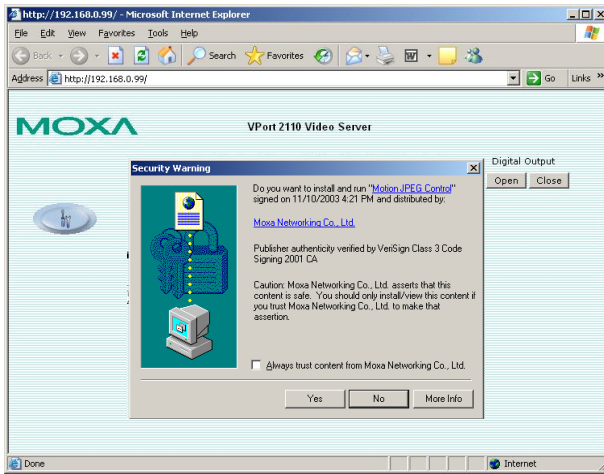 http://192.168.0.99/ - Microsoft Internet Explorer
File Edit View Favorites Tools Help
Back Search Favorites
Address http://192.168.0.99/ Go Links »
MOXA
VPort 2110 Video Server
Digital Output
Open Close
Security Warning
Do you want to install and run "Motion JPEG Control"
signed on 11/10/2003 4:21 PM and distributed by:
Moxa Networking Co., Ltd.
Publisher authenticity verified by VeriSign Class 3 Code
Signing 2001 CA
Caution: Moxa Networking Co., Ltd. asserts that this
content is safe. You should only install/view this content if
you trust Moxa Networking Co., Ltd. to make that
assertion.
Always trust content from Moxa Networking Co., Ltd.
Yes No More Info
Done Internet